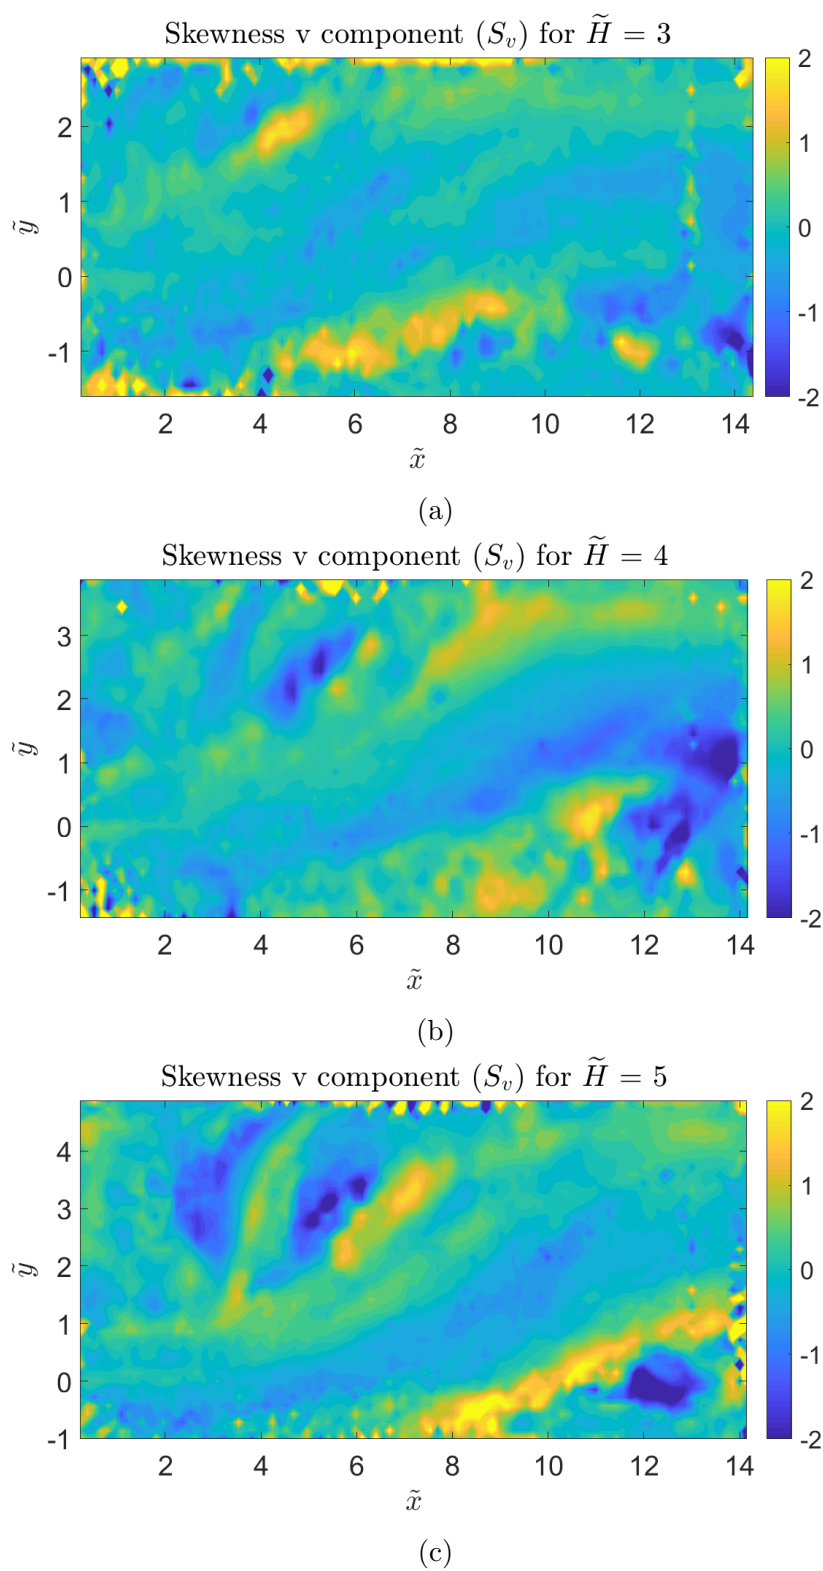 Skewness v component (S_v) for H̃ = 3
2
1
0
-1
ỹ
2 4 6 8 10 12 14
x̃
2
1
0
-1
-2
(a)
Skewness v component (S_v) for H̃ = 4
3
2
1
0
-1
ỹ
2 4 6 8 10 12 14
x̃
2
1
0
-1
-2
(b)
Skewness v component (S_v) for H̃ = 5
4
3
2
1
0
-1
ỹ
2 4 6 8 10 12 14
x̃
2
1
0
-1
-2
(c)